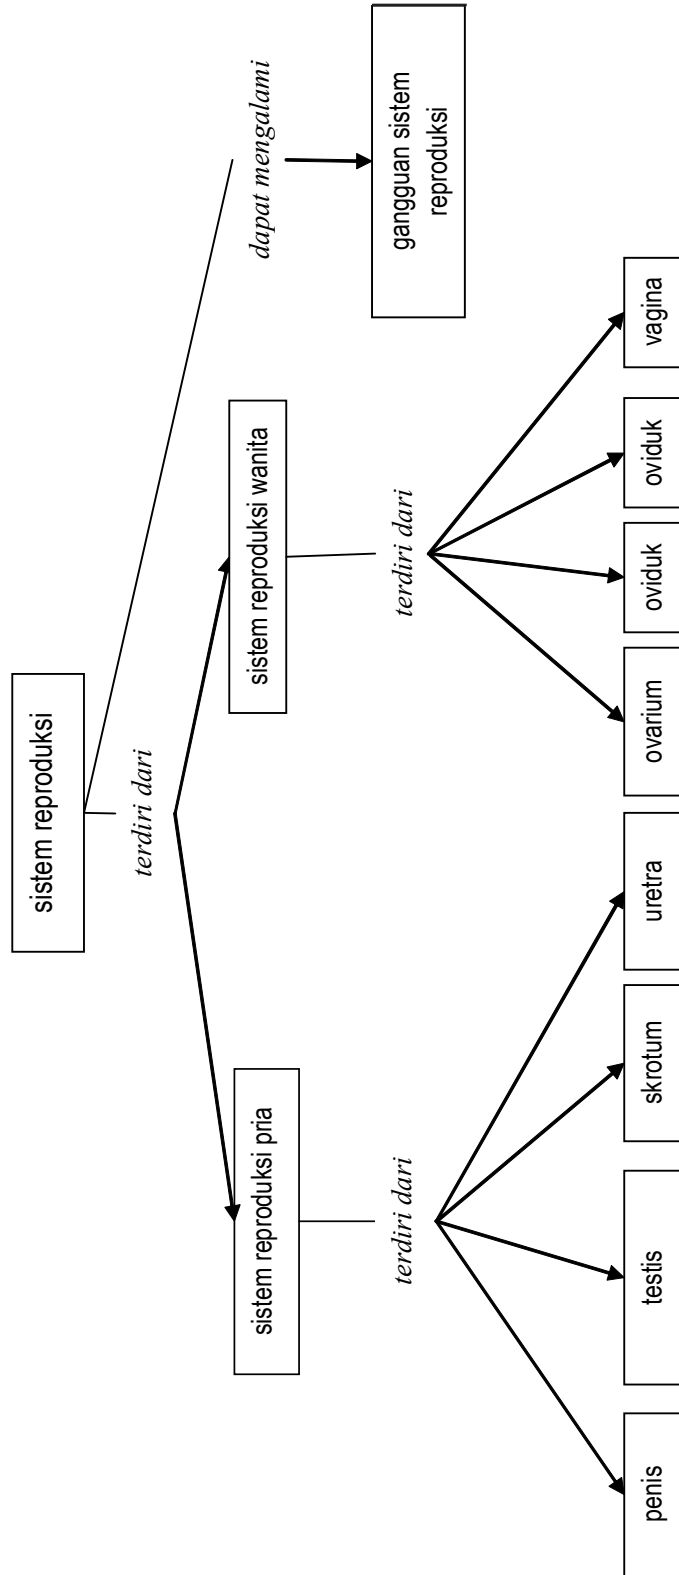 sistem reproduksi
terdiri dari
dapat mengalami
sistem reproduksi pria
sistem reproduksi wanita
gangguan sistem
reproduksi
terdiri dari
terdiri dari
penis
testis
skrotum
uretra
ovarium
oviduk
oviduk
vagina